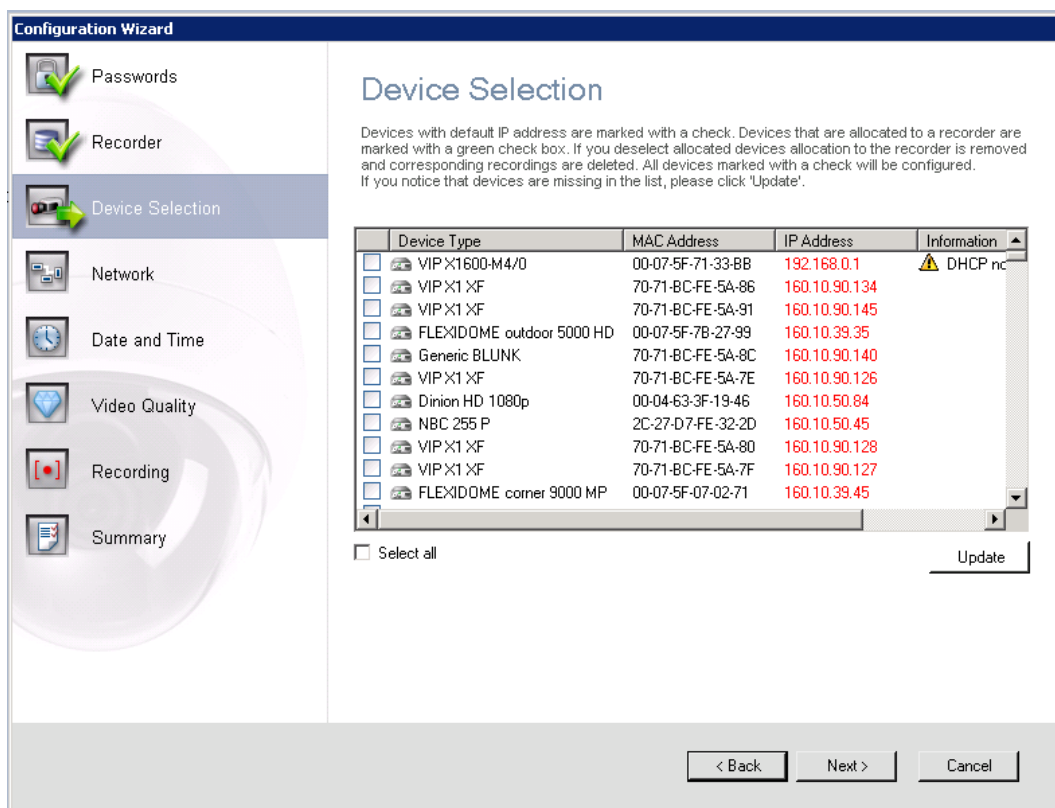 Configuration Wizard
Passwords
Recorder
Device Selection
Network
Date and Time
Video Quality
Recording
Summary
Device Selection
Devices with default IP address are marked with a check. Devices that are allocated to a recorder are
marked with a green check box. If you deselect allocated devices allocation to the recorder is removed
and corresponding recordings are deleted. All devices marked with a check will be configured.
If you notice that devices are missing in the list, please click 'Update'.
Device Type MAC Address IP Address Information
VIP X1600-M4/0 00-07-5F-71-33-BB 192.168.0.1 DHCP no
VIP X1 XF 70-71-BC-FE-5A-86 160.10.90.134
VIP X1 XF 70-71-BC-FE-5A-91 160.10.90.145
FLEXIDOME outdoor 5000 HD 00-07-5F-7B-27-99 160.10.39.35
Generic BLUNK 70-71-BC-FE-5A-8C 160.10.90.140
VIP X1 XF 70-71-BC-FE-5A-7E 160.10.90.126
Dinion HD 1080p 00-04-63-3F-19-46 160.10.50.84
NBC 255 P 2C-27-D7-FE-32-2D 160.10.50.45
VIP X1 XF 70-71-BC-FE-5A-80 160.10.90.128
VIP X1 XF 70-71-BC-FE-5A-7F 160.10.90.127
FLEXIDOME corner 9000 MP 00-07-5F-07-02-71 160.10.39.45
Select all
Update
< Back Next > Cancel